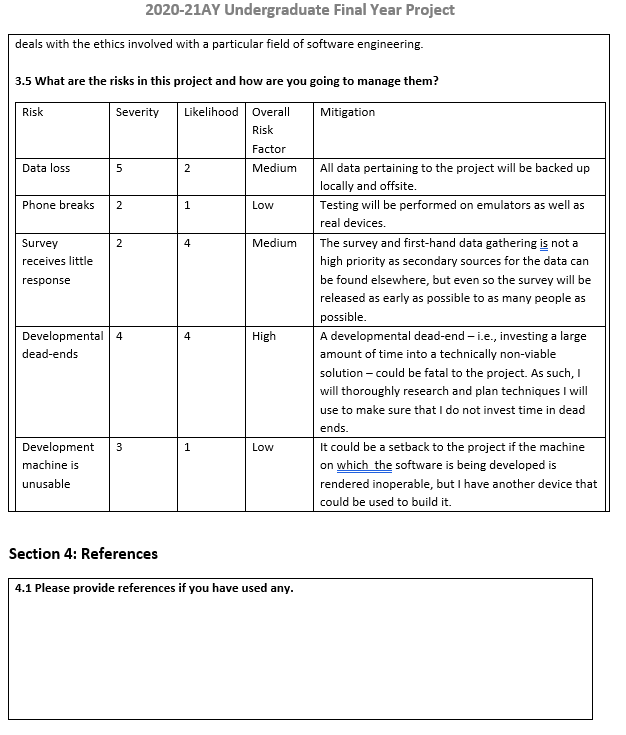 2020-21AY Undergraduate Final Year Project
deals with the ethics involved with a particular field of software engineering.
3.5 What are the risks in this project and how are you going to manage them?
Risk Severity Likelihood Overall Risk Factor Mitigation
Data loss 5 2 Medium All data pertaining to the project will be backed up
locally and offsite.
Phone breaks 2 1 Low Testing will be performed on emulators as well as
real devices.
Survey 2 4 Medium The survey and first-hand data gathering is not a
receives little high priority as secondary sources for the data can
response be found elsewhere, but even so the survey will be
released as early as possible to as many people as
possible.
Developmental 4 4 High A developmental dead-end – i.e., investing a large
dead-ends amount of time into a technically non-viable
solution – could be fatal to the project. As such, I
will thoroughly research and plan techniques I will
use to make sure that I do not invest time in dead
ends.
Development 3 1 Low It could be a setback to the project if the machine
machine is on which the software is being developed is
unusable rendered inoperable, but I have another device that
could be used to build it.
Section 4: References
4.1 Please provide references if you have used any.